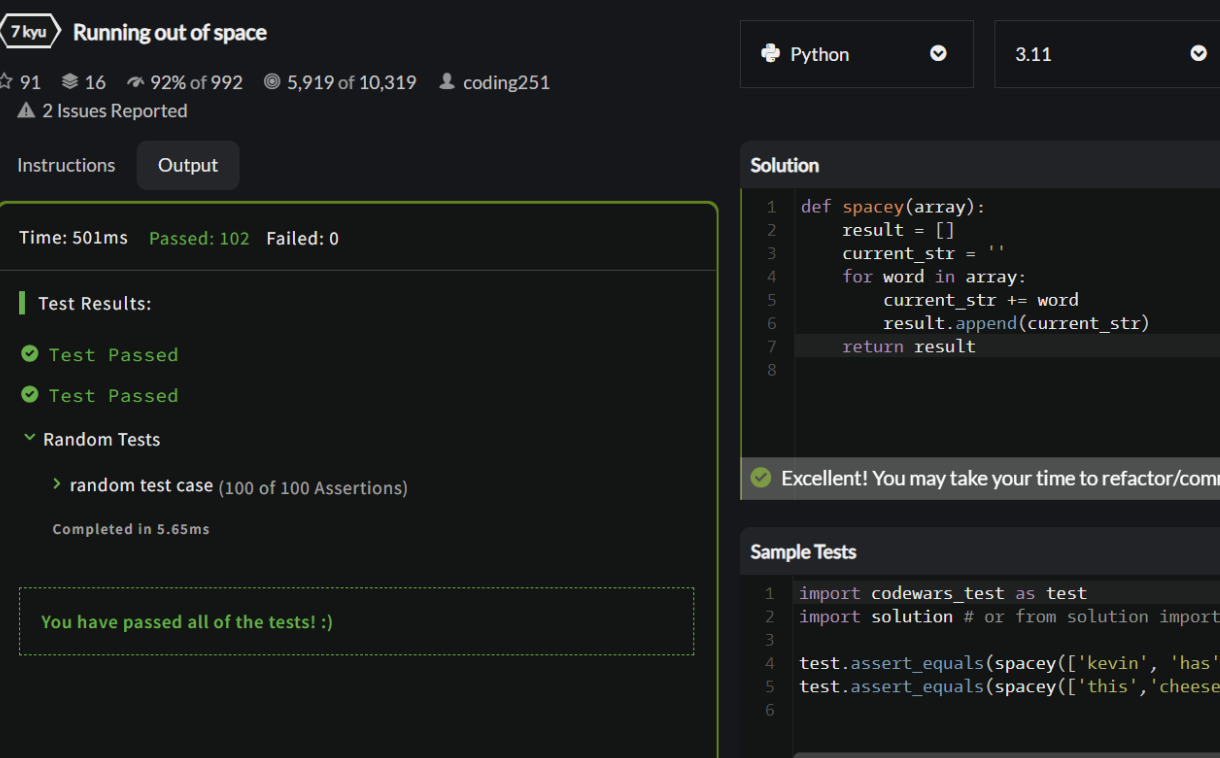 7 kyu Running out of space
91 16 92% of 992 5,919 of 10,319 coding251
2 Issues Reported
Instructions Output
Time: 501ms Passed: 102 Failed: 0
Test Results:
Test Passed
Test Passed
Random Tests
random test case (100 of 100 Assertions)
Completed in 5.65ms
You have passed all of the tests! :)
Python 3.11
Solution
1 def spacey(array):
2     result = []
3     current_str = ''
4     for word in array:
5         current_str += word
6         result.append(current_str)
7     return result
8
Excellent! You may take your time to refactor/comm
Sample Tests
1 import codewars_test as test
2 import solution # or from solution import
3
4 test.assert_equals(spacey(['kevin', 'has'
5 test.assert_equals(spacey(['this','cheese
6